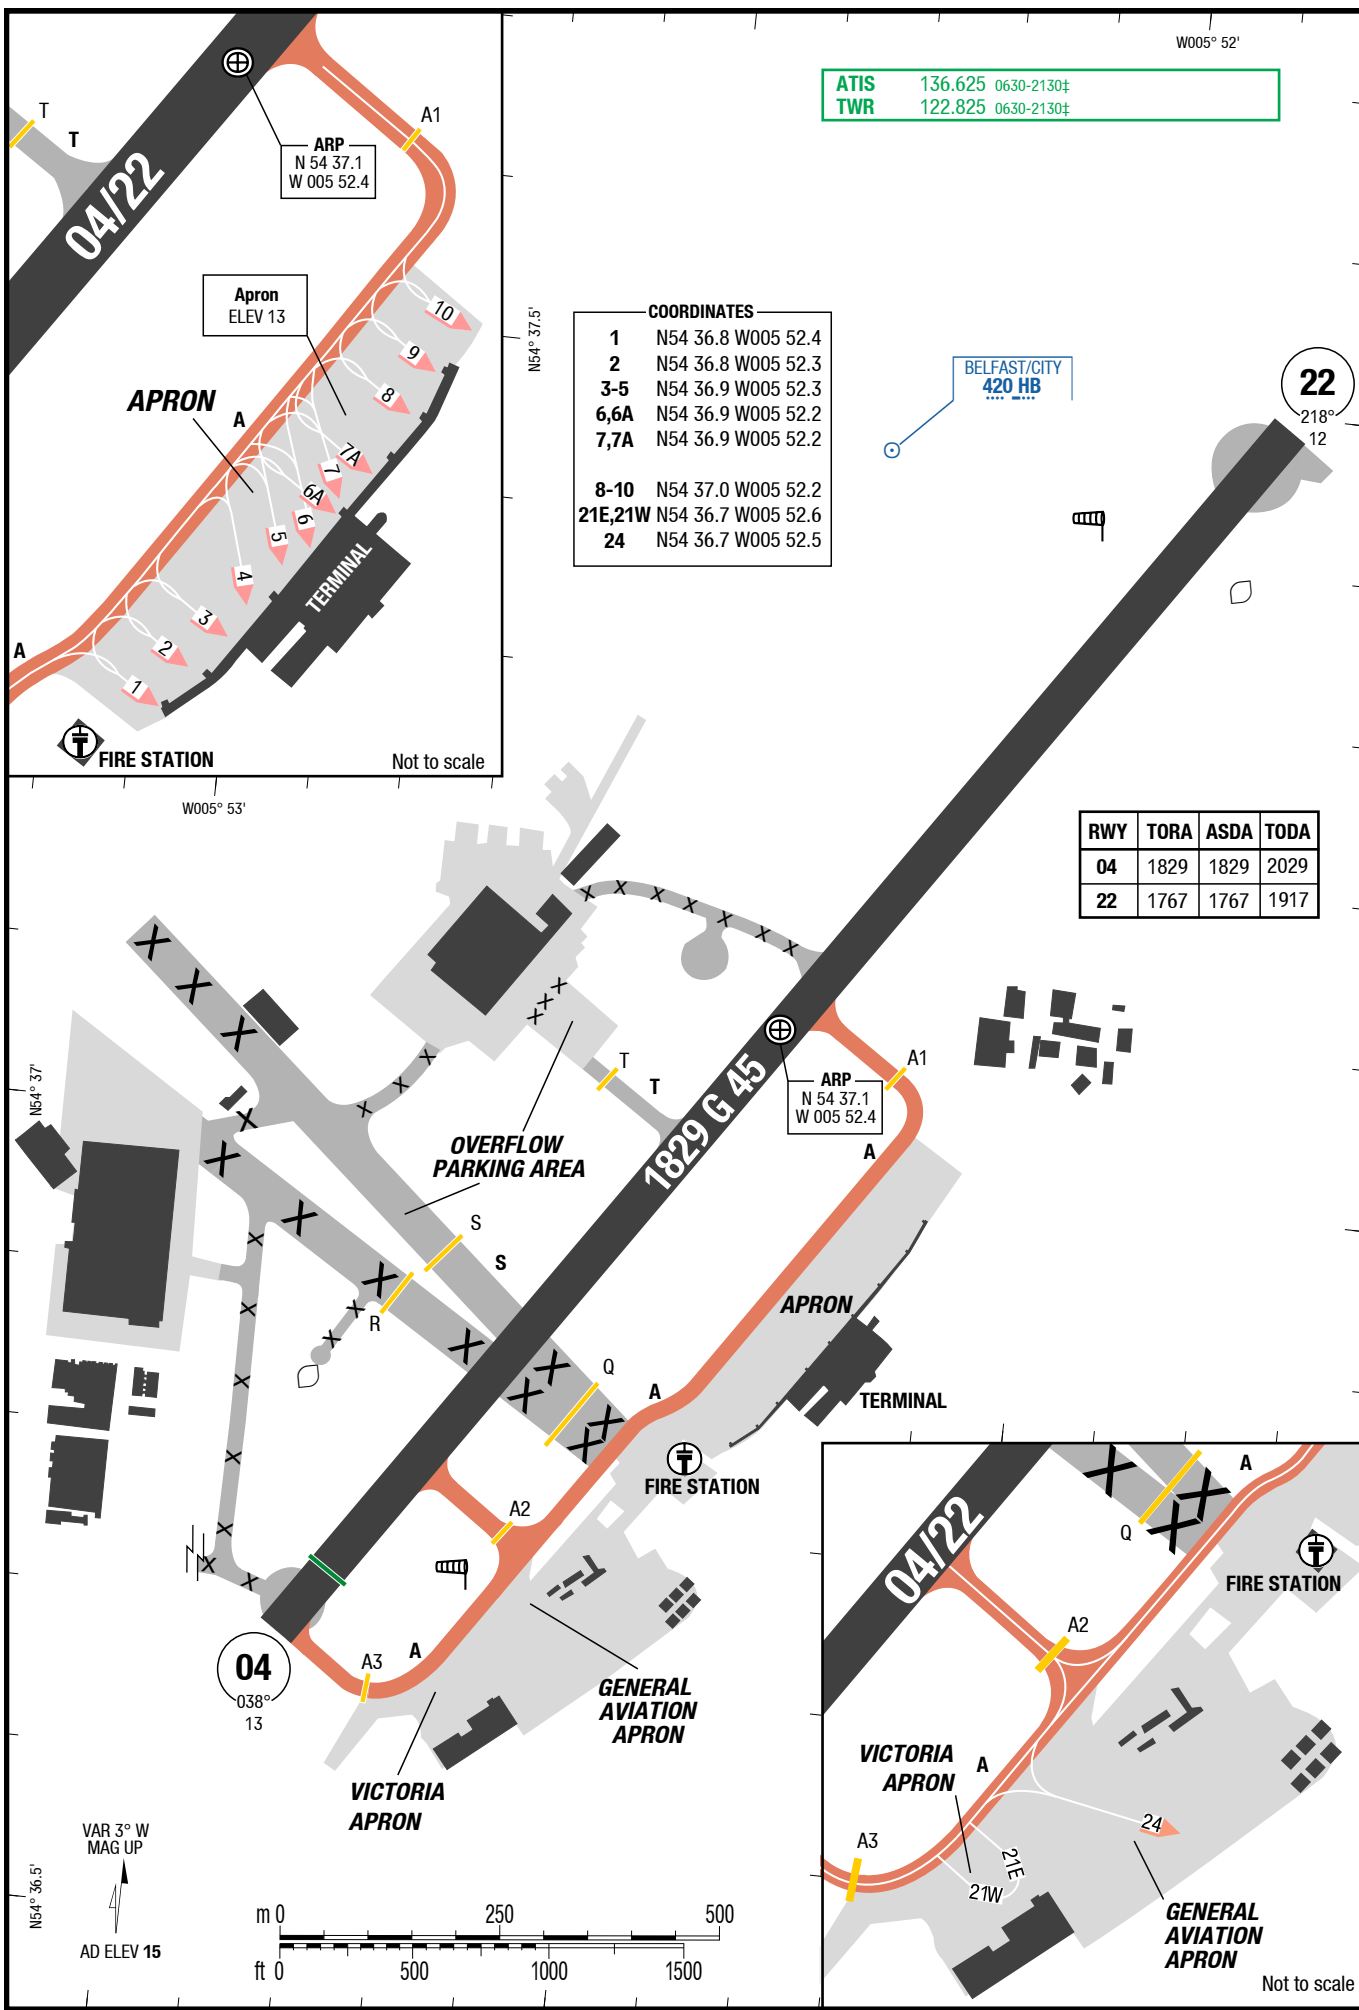 W005° 52'
ATIS 136.625 0630-2130‡
TWR 122.825 0630-2130‡
T
T
A1
ARP
N 54 37.1
W 005 52.4
04/22
Apron
ELEV 13
APRON
A
A
10
9
8
7A
7
6A
6
5
4
3
2
1
TERMINAL
FIRE STATION
Not to scale
N54° 37.5'
COORDINATES
1 N54 36.8 W005 52.4
2 N54 36.8 W005 52.3
3-5 N54 36.9 W005 52.3
6,6A N54 36.9 W005 52.2
7,7A N54 36.9 W005 52.2
8-10 N54 37.0 W005 52.2
21E,21W N54 36.7 W005 52.6
24 N54 36.7 W005 52.5
BELFAST/CITY
420 HB
22
218°
12
W005° 53'
RWY TORA ASDA TODA
04 1829 1829 2029
22 1767 1767 1917
N54° 37'
T
T
A1
ARP
N 54 37.1
W 005 52.4
1829 G 45
A
OVERFLOW
PARKING AREA
S
S
R
Q
APRON
A
TERMINAL
FIRE STATION
A2
A
A3
04
038°
13
GENERAL
AVIATION
APRON
VICTORIA
APRON
VAR 3° W
MAG UP
N54° 36.5'
AD ELEV 15
m 0 250 500
ft 0 500 1000 1500
A
04/22
Q
FIRE STATION
A2
VICTORIA
APRON
A
24
A3
21E
21W
GENERAL
AVIATION
APRON
Not to scale